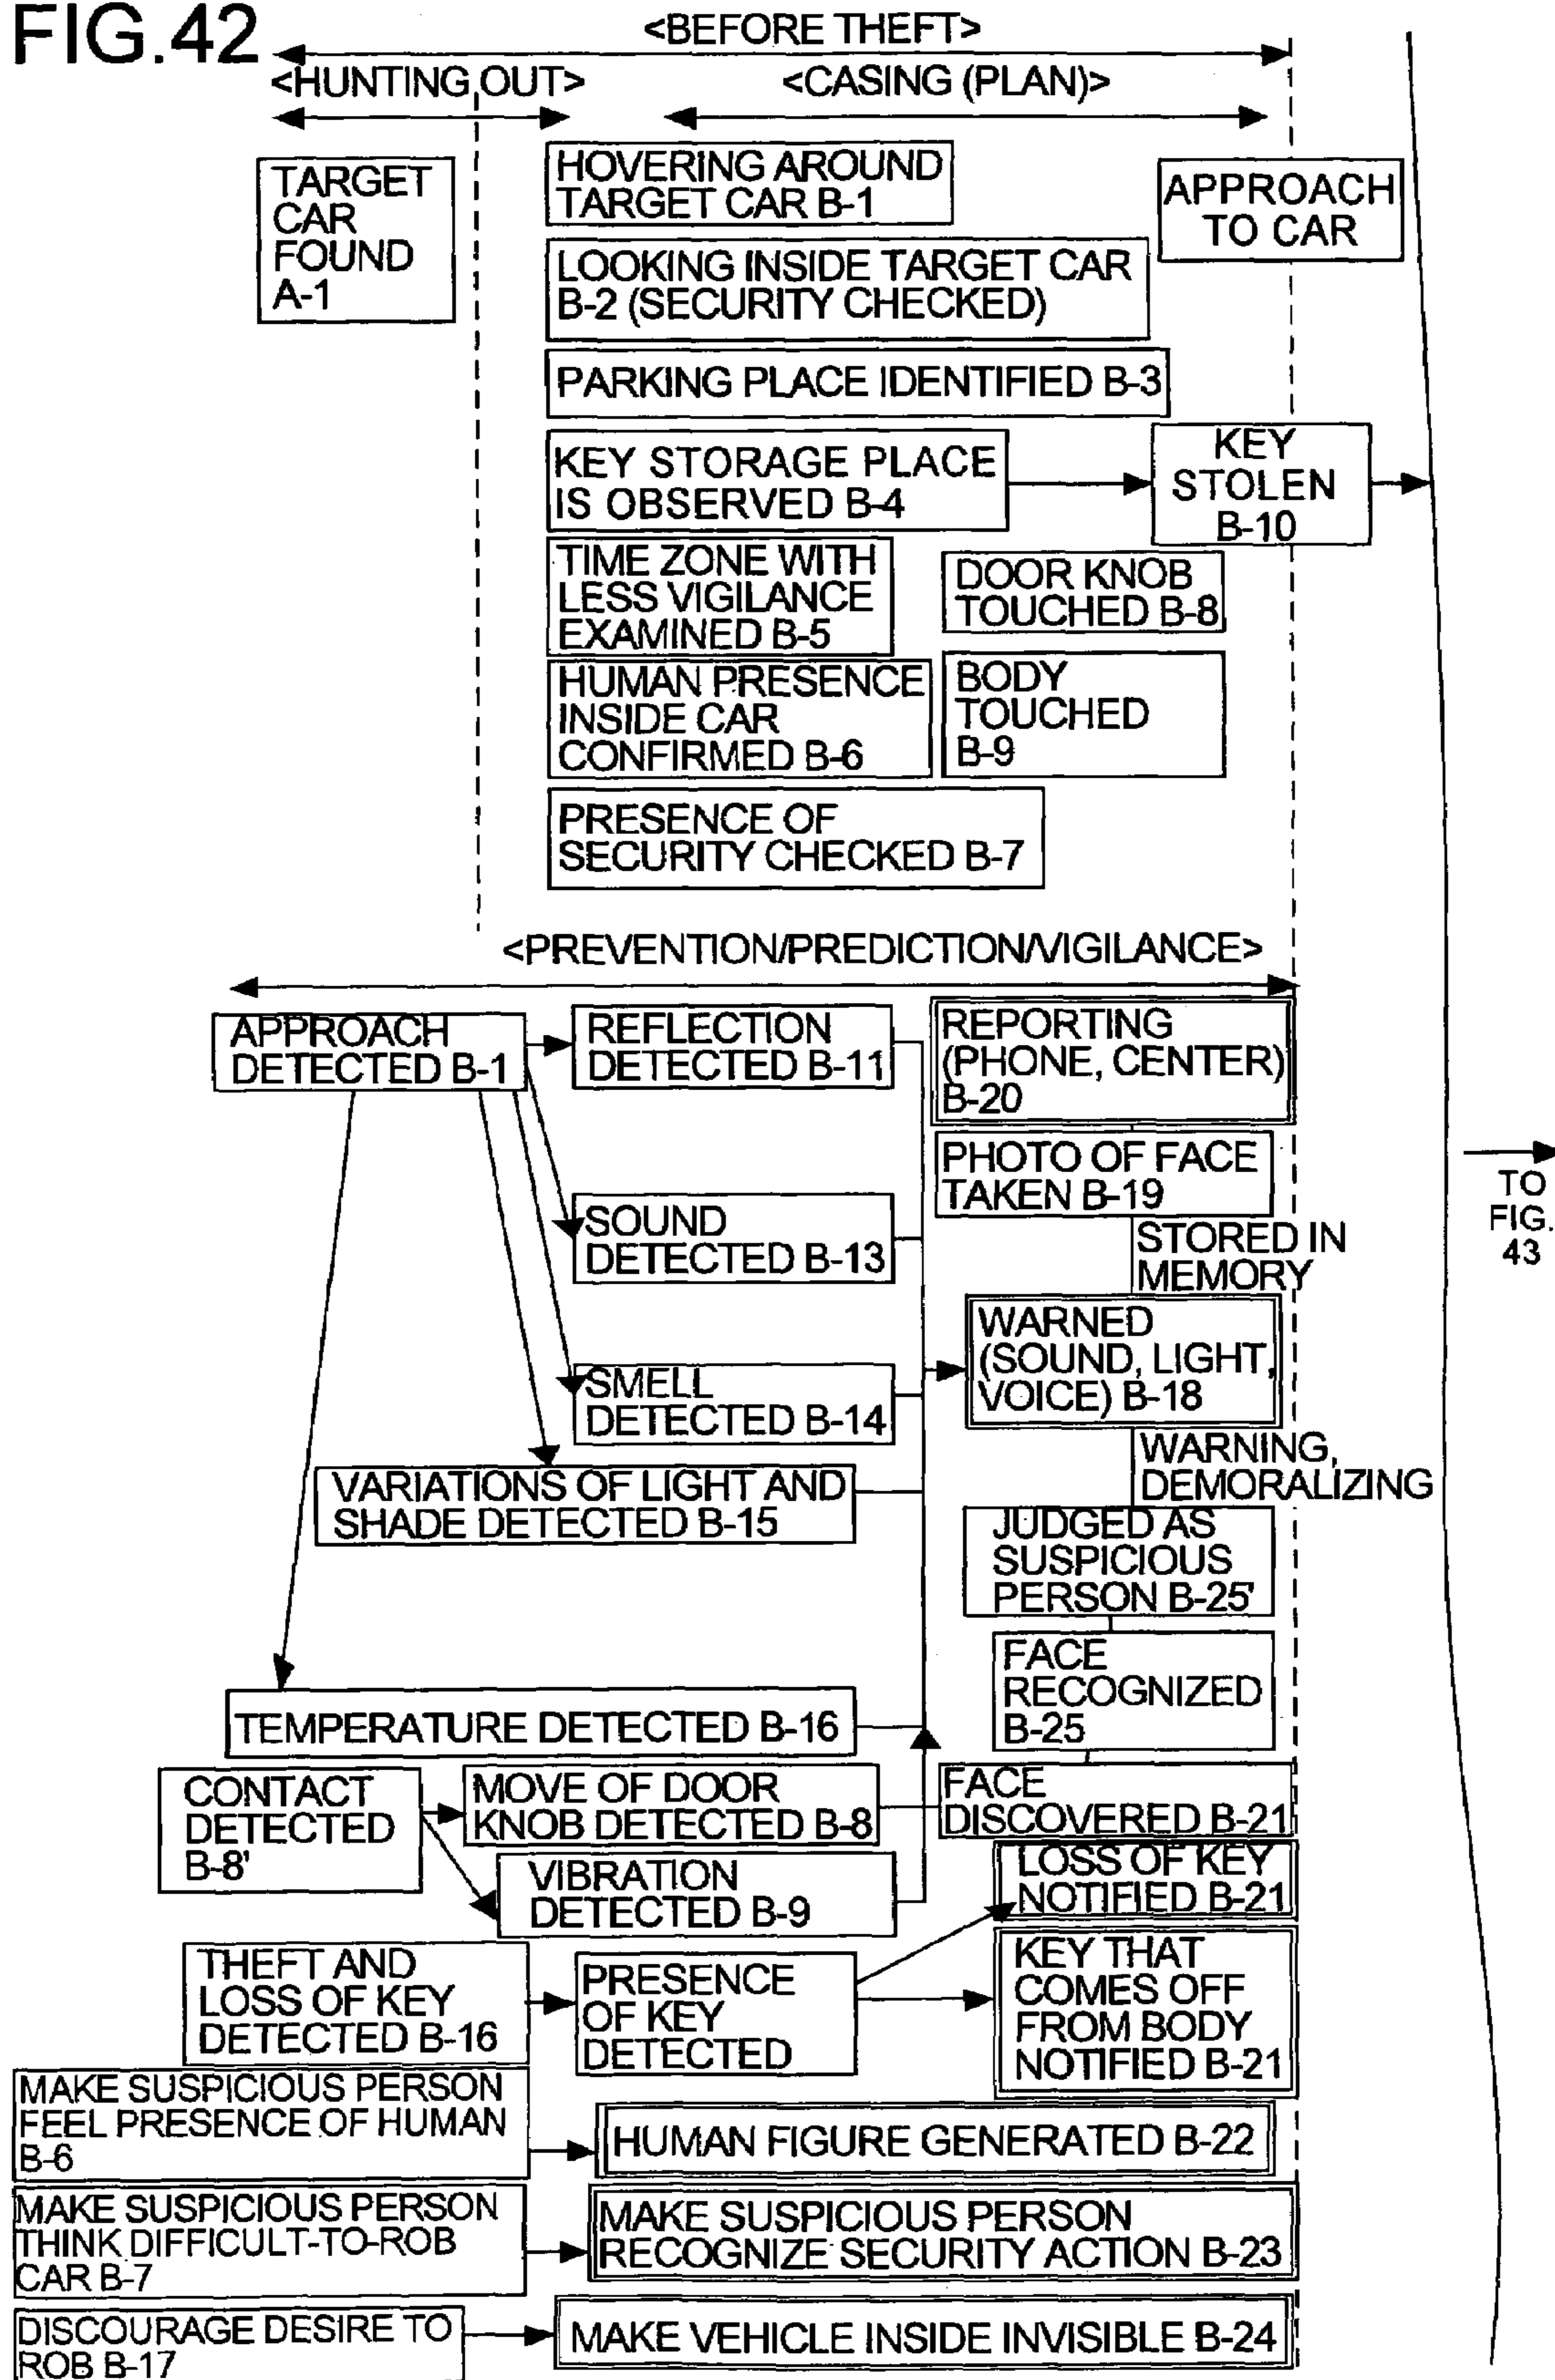 FIG.42
<BEFORE THEFT>
<HUNTING OUT>
<CASING (PLAN)>
TARGET
CAR
FOUND
A-1
HOVERING AROUND
TARGET CAR B-1
APPROACH
TO CAR
LOOKING INSIDE TARGET CAR
B-2 (SECURITY CHECKED)
PARKING PLACE IDENTIFIED B-3
KEY STORAGE PLACE
IS OBSERVED B-4
KEY
STOLEN
B-10
TIME ZONE WITH
LESS VIGILANCE
EXAMINED B-5
DOOR KNOB
TOUCHED B-8
HUMAN PRESENCE
INSIDE CAR
CONFIRMED B-6
BODY
TOUCHED
B-9
PRESENCE OF
SECURITY CHECKED B-7
<PREVENTION/PREDICTION/VIGILANCE>
APPROACH
DETECTED B-1
REFLECTION
DETECTED B-11
REPORTING
(PHONE, CENTER)
B-20
PHOTO OF FACE
TAKEN B-19
TO
FIG.
43
SOUND
DETECTED B-13
STORED IN
MEMORY
WARNED
(SOUND, LIGHT,
VOICE) B-18
SMELL
DETECTED B-14
WARNING,
DEMORALIZING
VARIATIONS OF LIGHT AND
SHADE DETECTED B-15
JUDGED AS
SUSPICIOUS
PERSON B-25'
FACE
RECOGNIZED
B-25
TEMPERATURE DETECTED B-16
CONTACT
DETECTED
B-8'
MOVE OF DOOR
KNOB DETECTED B-8
FACE
DISCOVERED B-21
VIBRATION
DETECTED B-9
LOSS OF KEY
NOTIFIED B-21
THEFT AND
LOSS OF KEY
DETECTED B-16
PRESENCE
OF KEY
DETECTED
KEY THAT
COMES OFF
FROM BODY
NOTIFIED B-21
MAKE SUSPICIOUS PERSON
FEEL PRESENCE OF HUMAN
B-6
HUMAN FIGURE GENERATED B-22
MAKE SUSPICIOUS PERSON
THINK DIFFICULT-TO-ROB
CAR B-7
MAKE SUSPICIOUS PERSON
RECOGNIZE SECURITY ACTION B-23
DISCOURAGE DESIRE TO
ROB B-17
MAKE VEHICLE INSIDE INVISIBLE B-24